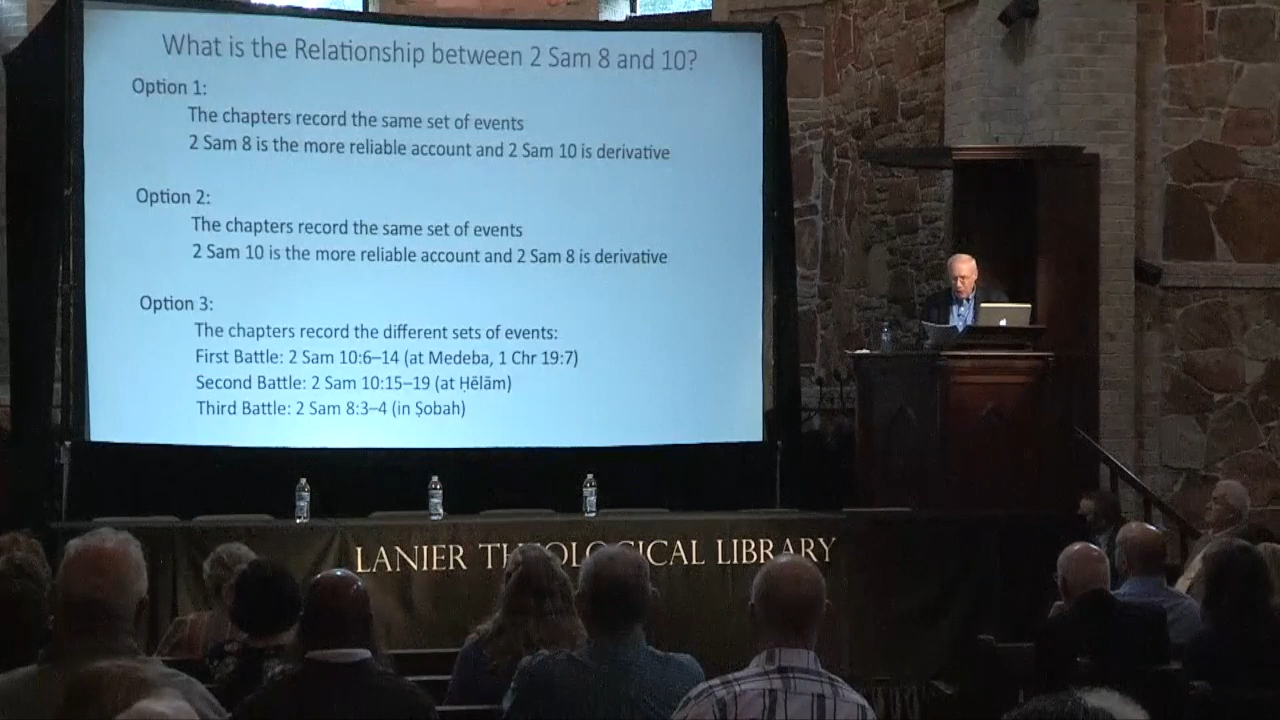 What is the Relationship between 2 Sam 8 and 10?
Option 1:
The chapters record the same set of events
2 Sam 8 is the more reliable account and 2 Sam 10 is derivative
Option 2:
The chapters record the same set of events
2 Sam 10 is the more reliable account and 2 Sam 8 is derivative
Option 3:
The chapters record the different sets of events:
First Battle: 2 Sam 10:6–14 (at Medeba, 1 Chr 19:7)
Second Battle: 2 Sam 10:15–19 (at Ḥēlām)
Third Battle: 2 Sam 8:3–4 (in Ṣobah)
LANIER THEOLOGICAL LIBRARY